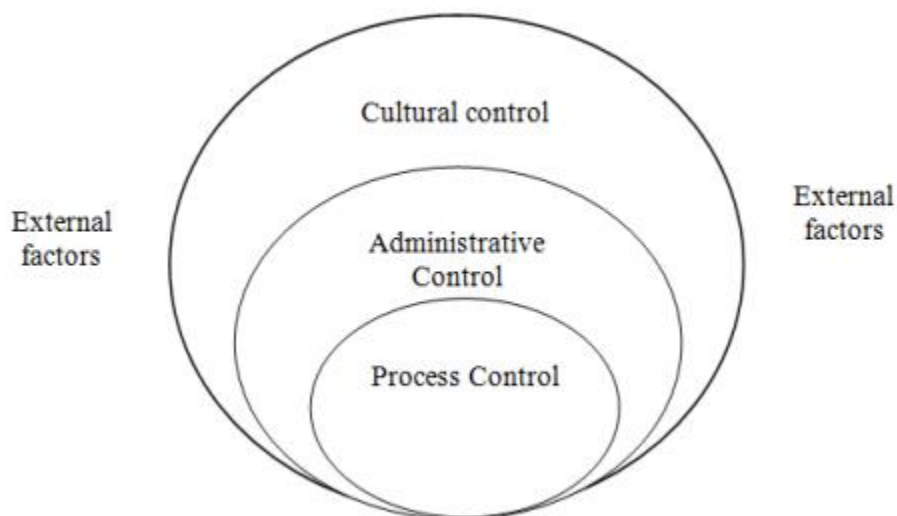 Cultural control
External
factors
External
factors
Administrative
Control
Process Control